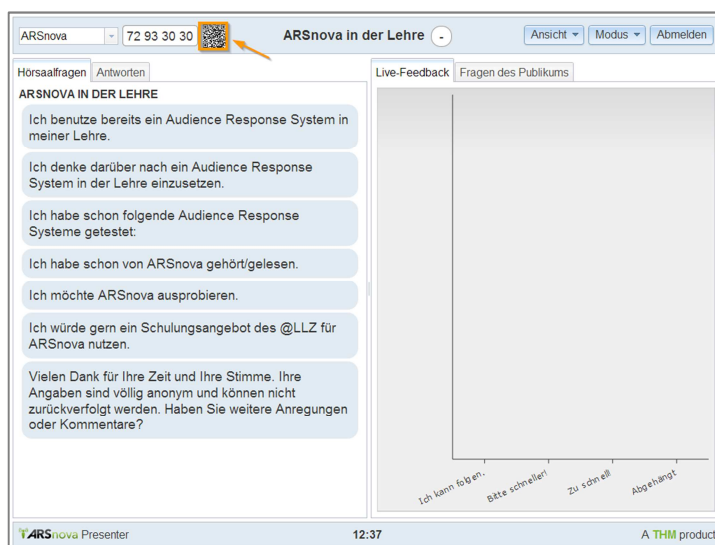 ARSnova
72 93 30 30
ARSnova in der Lehre
-
Ansicht
Modus
Abmelden
Hörsaalfragen
Antworten
ARSNOVA IN DER LEHRE
Ich benutze bereits ein Audience Response System in
meiner Lehre.
Ich denke darüber nach ein Audience Response
System in der Lehre einzusetzen.
Ich habe schon folgende Audience Response
Systeme getestet:
Ich habe schon von ARSnova gehört/gelesen.
Ich möchte ARSnova ausprobieren.
Ich würde gern ein Schulungsangebot des @LLZ für
ARSnova nutzen.
Vielen Dank für Ihre Zeit und Ihre Stimme. Ihre
Angaben sind völlig anonym und können nicht
zurückverfolgt werden. Haben Sie weitere Anregungen
oder Kommentare?
Live-Feedback
Fragen des Publikums
Ich kann folgen.
Bitte schneller!
Zu schnell!
Abgehängt
ARSnova Presenter
12:37
A THM product